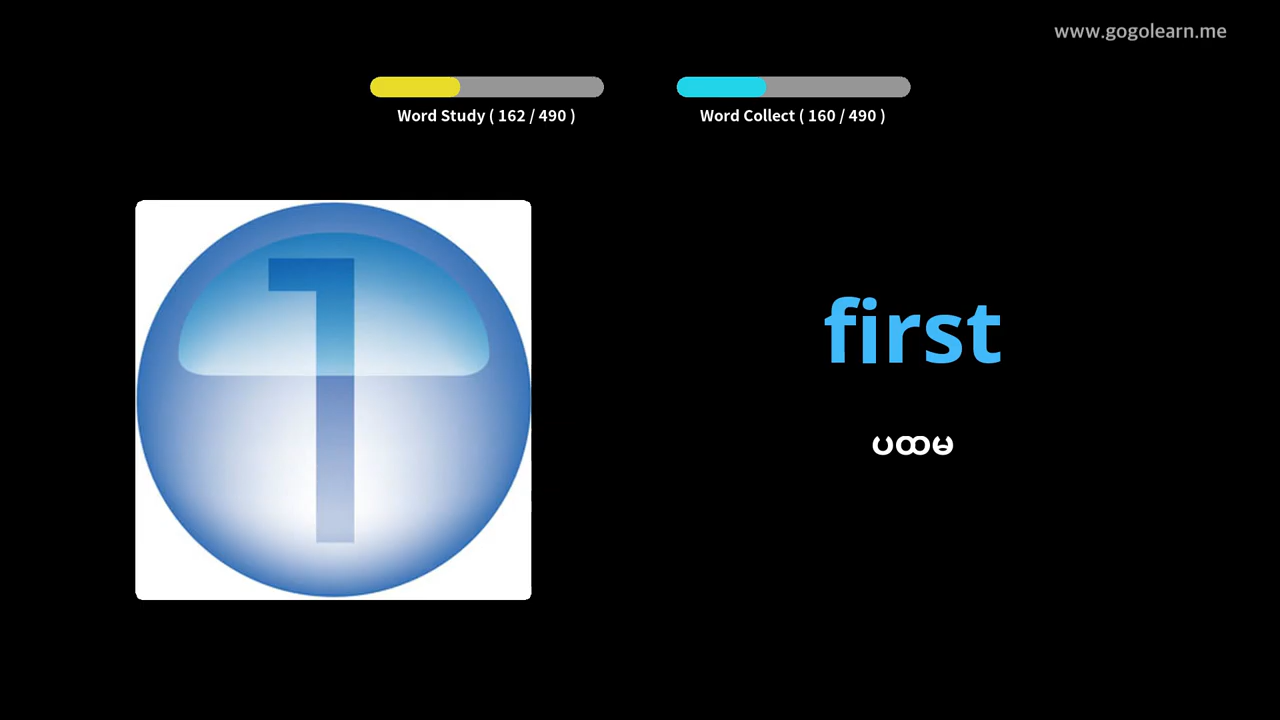 www.gogolearn.me
Word Study ( 162 / 490 )
Word Collect ( 160 / 490 )
1
first
ပထမ